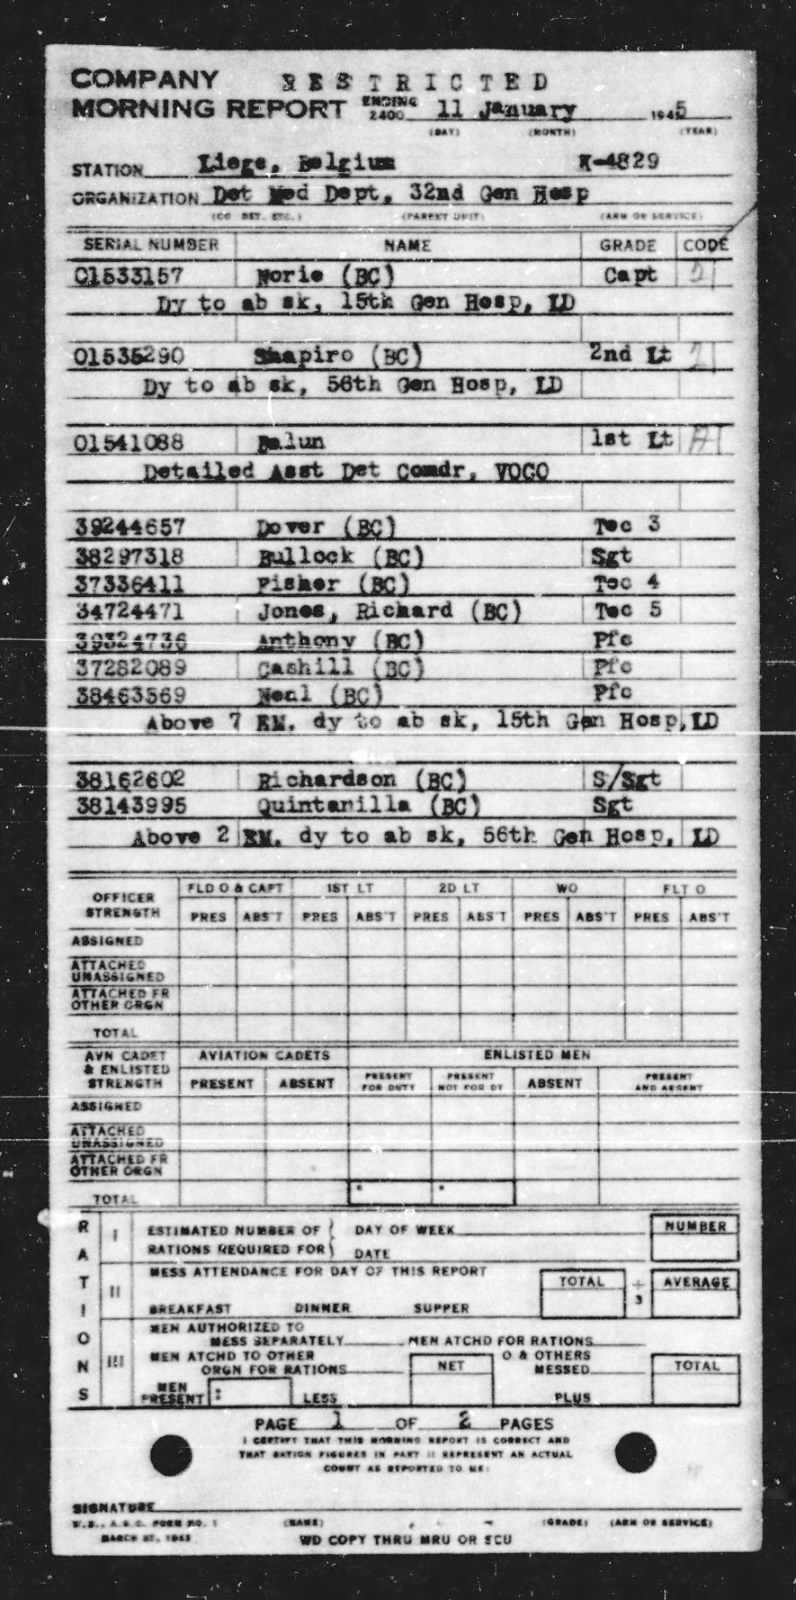 COMPANY RESTRICTED
MORNING REPORT ENDING 2400 11 January 1945
(DAY) (MONTH) (YEAR)
STATION Liege, Belgium K-4829
ORGANIZATION Det Med Dept, 32nd Gen Hosp
(CO DET. ETC.) (PARENT UNIT) (ARM OR SERVICE)
SERIAL NUMBER NAME GRADE CODE
01533157 Norie (BC) Capt
Dy to ab sk, 15th Gen Hosp, LD
01535290 Shapiro (BC) 2nd Lt
Dy to ab sk, 56th Gen Hosp, LD
01541088 Balun 1st Lt
Detailed Asst Det Comdr, VOCO
39244657 Dover (BC) Tec 3
38297318 Bullock (BC) Sgt
37336411 Fisher (BC) Tec 4
34724471 Jones, Richard (BC) Tec 5
39324736 Anthony (BC) Pfc
37282089 Cashill (BC) Pfc
38463569 Neal (BC) Pfc
Above 7 EM. dy to ab sk, 15th Gen Hosp, LD
38162602 Richardson (BC) S/Sgt
38143995 Quintanilla (BC) Sgt
Above 2 EM. dy to ab sk, 56th Gen Hosp, LD
OFFICER STRENGTH FLD O & CAPT 1ST LT 2D LT WO FLT O
PRES ABS'T PRES ABS'T PRES ABS'T PRES ABS'T PRES ABS'T
ASSIGNED
ATTACHED UNASSIGNED
ATTACHED FR OTHER ORGN
TOTAL
AVN CADET & ENLISTED STRENGTH AVIATION CADETS ENLISTED MEN
PRESENT ABSENT PRESENT FOR DUTY PRESENT NOT FOR DY ABSENT PRESENT AND ABSENT
ASSIGNED
ATTACHED UNASSIGNED
ATTACHED FR OTHER ORGN
TOTAL
RATIONS
I ESTIMATED NUMBER OF RATIONS REQUIRED FOR DAY OF WEEK DATE NUMBER
II MESS ATTENDANCE FOR DAY OF THIS REPORT TOTAL ÷ 3 AVERAGE
BREAKFAST DINNER SUPPER
III MEN AUTHORIZED TO MESS SEPARATELY MEN ATCHD FOR RATIONS
MEN ATCHD TO OTHER ORGN FOR RATIONS NET O & OTHERS MESSED TOTAL
MEN PRESENT : LESS PLUS
PAGE 1 OF 2 PAGES
I CERTIFY THAT THIS MORNING REPORT IS CORRECT AND
THAT RATION FIGURES IN PART II REPRESENT AN ACTUAL
COUNT AS REPORTED TO ME:
SIGNATURE
W.D., A.G.O. FORM NO. 1 (NAME) (GRADE) (ARM OR SERVICE)
MARCH 27, 1943 WD COPY THRU MRU OR SCU